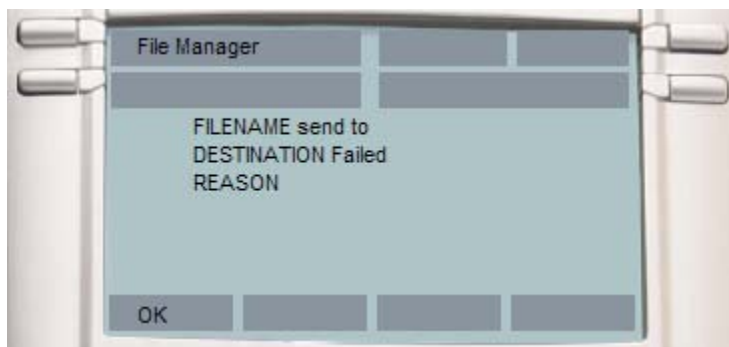 File Manager
FILENAME send to
DESTINATION Failed
REASON
OK